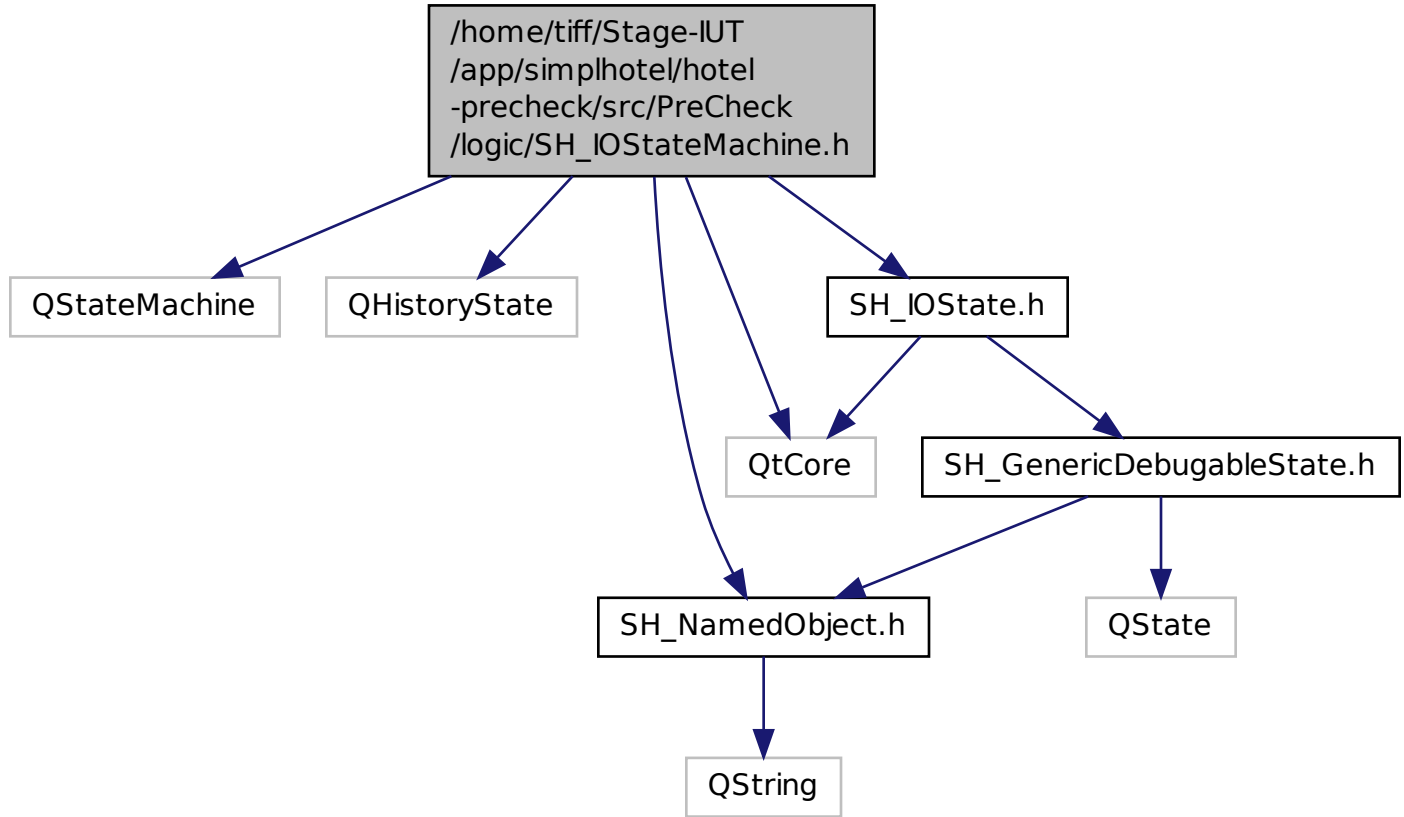 /home/tiff/Stage-IUT
/app/simplhotel/hotel
-precheck/src/PreCheck
/logic/SH_IOStateMachine.h
QStateMachine
QHistoryState
SH_IOState.h
QtCore
SH_GenericDebugableState.h
SH_NamedObject.h
QState
QString